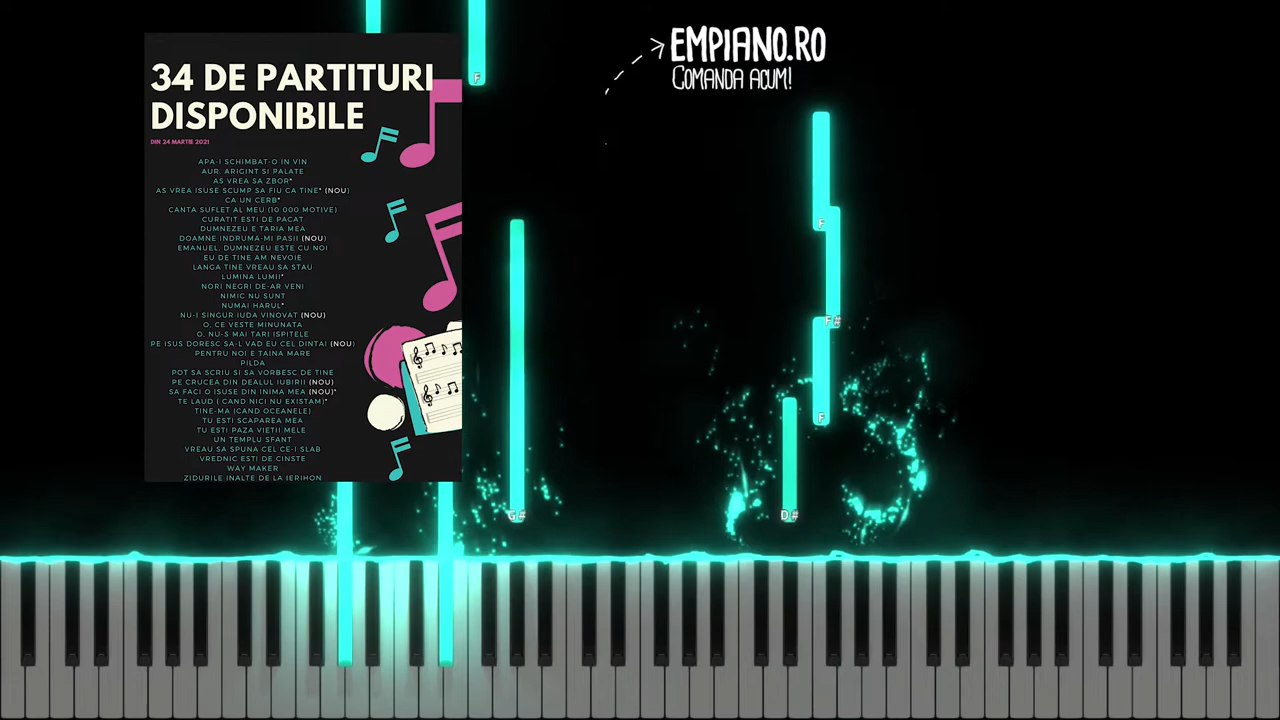 34 DE PARTITURI
DISPONIBILE
DIN 24 MARTIE 2021
APA-I SCHIMBAT-O IN VIN
AUR, ARIGINT SI PALATE
AS VREA SA ZBOR*
AS VREA ISUSE SCUMP SA FIU CA TINE* (NOU)
CA UN CERB*
CANTA SUFLET AL MEU (10 000 MOTIVE)
CURATIT ESTI DE PACAT
DUMNEZEU E TARIA MEA
DOAMNE INDRUMA-MI PASII (NOU)
EMANUEL, DUMNEZEU ESTE CU NOI
EU DE TINE AM NEVOIE
LANGA TINE VREAU SA STAU
LUMINA LUMII*
NORI NEGRI DE-AR VENI
NIMIC NU SUNT
NUMAI HARUL*
NU-I SINGUR IUDA VINOVAT (NOU)
O, CE VESTE MINUNATA
O, NU-S MAI TARI ISPITELE
PE ISUS DORESC SA-L VAD EU CEL DINTAI (NOU)
PENTRU NOI E TAINA MARE
PILDA
POT SA SCRIU SI SA VORBESC DE TINE
PE CRUCEA DIN DEALUL IUBIRII (NOU)
SA FACI O ISUSE DIN INIMA MEA (NOU)*
TE LAUD ( CAND NICI NU EXISTAM)*
TINE-MA (CAND OCEANELE)
TU ESTI SCAPAREA MEA
TU ESTI PAZA VIETII MELE
UN TEMPLU SFANT
VREAU SA SPUNA CEL CE-I SLAB
VREDNIC ESTI DE CINSTE
WAY MAKER
ZIDURILE INALTE DE LA IERIHON
EMPIANO.RO
COMANDA ACUM!
F
F
F#
F
G#
D#